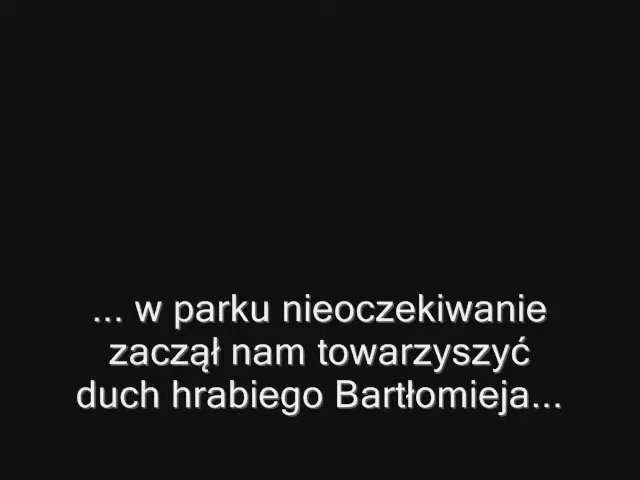 ... w parku nieoczekiwanie
zaczął nam towarzyszyć
duch hrabiego Bartłomieja...